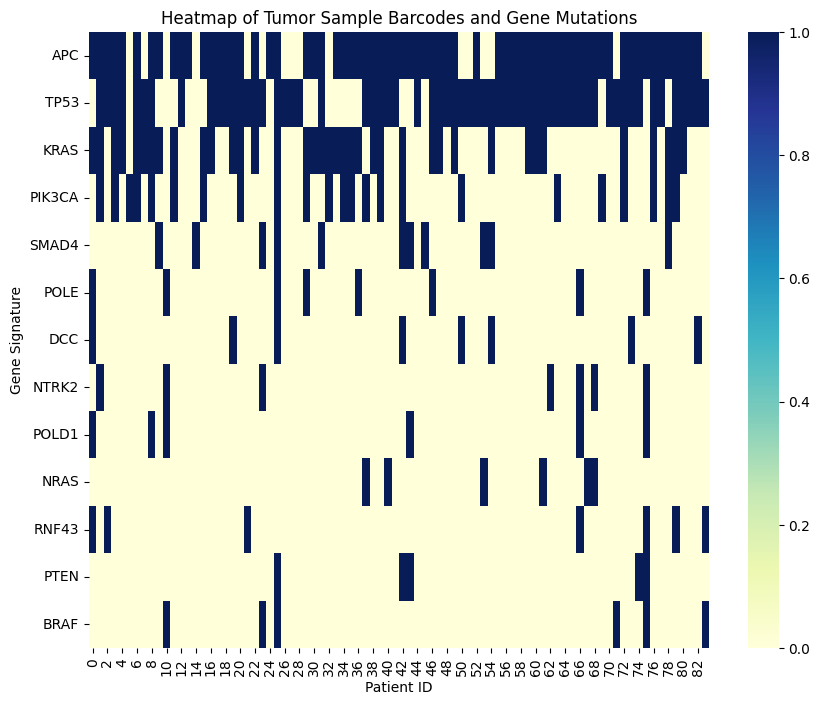 Heatmap of Tumor Sample Barcodes and Gene Mutations
Gene Signature
APC
TP53
KRAS
PIK3CA
SMAD4
POLE
DCC
NTRK2
POLD1
NRAS
RNF43
PTEN
BRAF
0 2 4 6 8 10 12 14 16 18 20 22 24 26 28 30 32 34 36 38 40 42 44 46 48 50 52 54 56 58 60 62 64 66 68 70 72 74 76 78 80 82
Patient ID
1.0
0.8
0.6
0.4
0.2
0.0